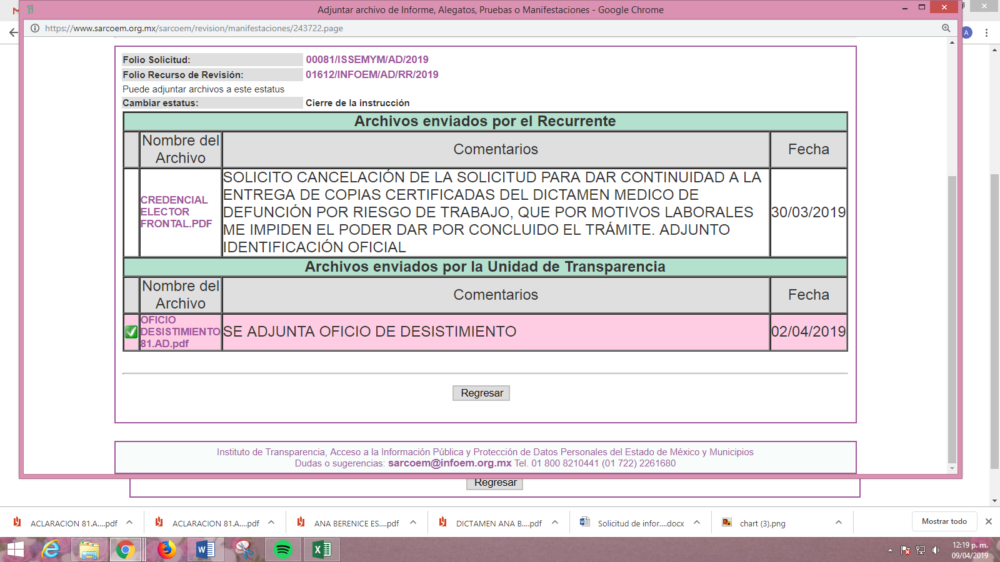 Adjuntar archivo de Informe, Alegatos, Pruebas o Manifestaciones - Google Chrome
https://www.sarcoem.org.mx/sarcoem/revision/manifestaciones/243722.page
A
Folio Solicitud: 00081/ISSEMYM/AD/2019
Folio Recurso de Revisión: 01612/INFOEM/AD/RR/2019
Puede adjuntar archivos a este estatus
Cambiar estatus: Cierre de la instrucción
Archivos enviados por el Recurrente
Nombre del
Archivo
Comentarios
Fecha
CREDENCIAL
ELECTOR
FRONTAL.PDF
SOLICITO CANCELACIÓN DE LA SOLICITUD PARA DAR CONTINUIDAD A LA
ENTREGA DE COPIAS CERTIFICADAS DEL DICTAMEN MEDICO DE
DEFUNCIÓN POR RIESGO DE TRABAJO, QUE POR MOTIVOS LABORALES
ME IMPIDEN EL PODER DAR POR CONCLUIDO EL TRÁMITE. ADJUNTO
IDENTIFICACIÓN OFICIAL
30/03/2019
Archivos enviados por la Unidad de Transparencia
Nombre del
Archivo
Comentarios
Fecha
OFICIO
DESISTIMIENTO
81.AD.pdf
SE ADJUNTA OFICIO DE DESISTIMIENTO
02/04/2019
Regresar
Instituto de Transparencia, Acceso a la Información Pública y Protección de Datos Personales del Estado de México y Municipios
Dudas o sugerencias: sarcoem@infoem.org.mx Tel. 01 800 8210441 (01 722) 2261680
Regresar
ACLARACION 81.A....pdf
ACLARACION 81.A....pdf
ANA BERENICE ES....pdf
DICTAMEN ANA B....pdf
Solicitud de infor....docx
chart (3).png
Mostrar todo
12:19 p. m.
09/04/2019